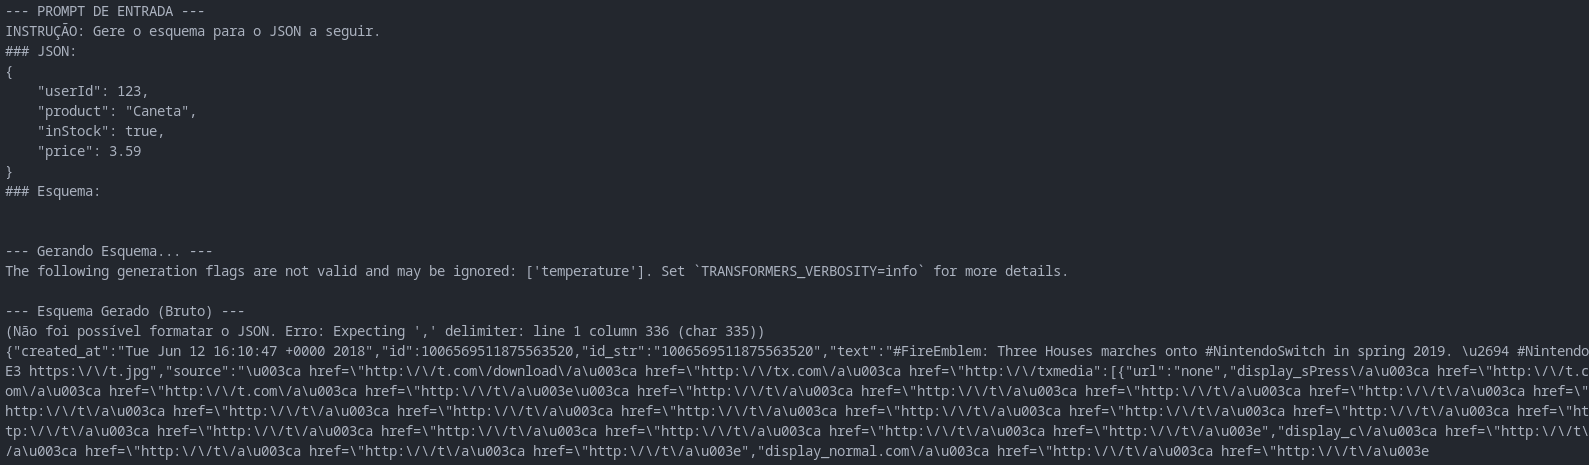 --- PROMPT DE ENTRADA ---
INSTRUÇÃO: Gere o esquema para o JSON a seguir.
### JSON:
{
    "userId": 123,
    "product": "Caneta",
    "inStock": true,
    "price": 3.59
}
### Esquema:
--- Gerando Esquema... ---
The following generation flags are not valid and may be ignored: ['temperature']. Set `TRANSFORMERS_VERBOSITY=info` for more details.
--- Esquema Gerado (Bruto) ---
(Não foi possível formatar o JSON. Erro: Expecting ',' delimiter: line 1 column 336 (char 335))
{"created_at":"Tue Jun 12 16:10:47 +0000 2018","id":1006569511875563520,"id_str":"1006569511875563520","text":"#FireEmblem: Three Houses marches onto #NintendoSwitch in spring 2019. \u2694 #Nintendo
E3 https:\/\/t.jpg","source":"\u003ca href=\"http:\/\/t.com\/download\/a\u003ca href=\"http:\/\/tx.com\/a\u003ca href=\"http:\/\/txmedia":[{"url":"none","display_sPress\/a\u003ca href=\"http:\/\/t.c
om\/a\u003ca href=\"http:\/\/t.com\/a\u003e\u003ca href=\"http:\/\/t\/a\u003ca href=\"http:\/\/t\/a\u003ca href=\"http:\/\/t\/a\u003ca href=\"http:\/\/t\/a\u003ca href=\"http:\/\/t\/a\u003ca href=\"
http:\/\/t\/a\u003ca href=\"http:\/\/t\/a\u003ca href=\"http:\/\/t\/a\u003ca href=\"http:\/\/t\/a\u003ca href=\"http:\/\/t\/a\u003ca href=\"http:\/\/t\/a\u003ca href=\"http:\/\/t\/a\u003ca href=\"ht
tp:\/\/t\/a\u003ca href=\"http:\/\/t\/a\u003ca href=\"http:\/\/t\/a\u003ca href=\"http:\/\/t\/a\u003ca href=\"http:\/\/t\/a\u003ca href=\"http:\/\/t\/a\u003e","display_c\/a\u003ca href=\"http:\/\/t\
/a\u003ca href=\"http:\/\/t\/a\u003ca href=\"http:\/\/t\/a\u003ca href=\"http:\/\/t\/a\u003e","display_normal.com\/a\u003ca href=\"http:\/\/t\/a\u003ca href=\"http:\/\/t\/a\u003e